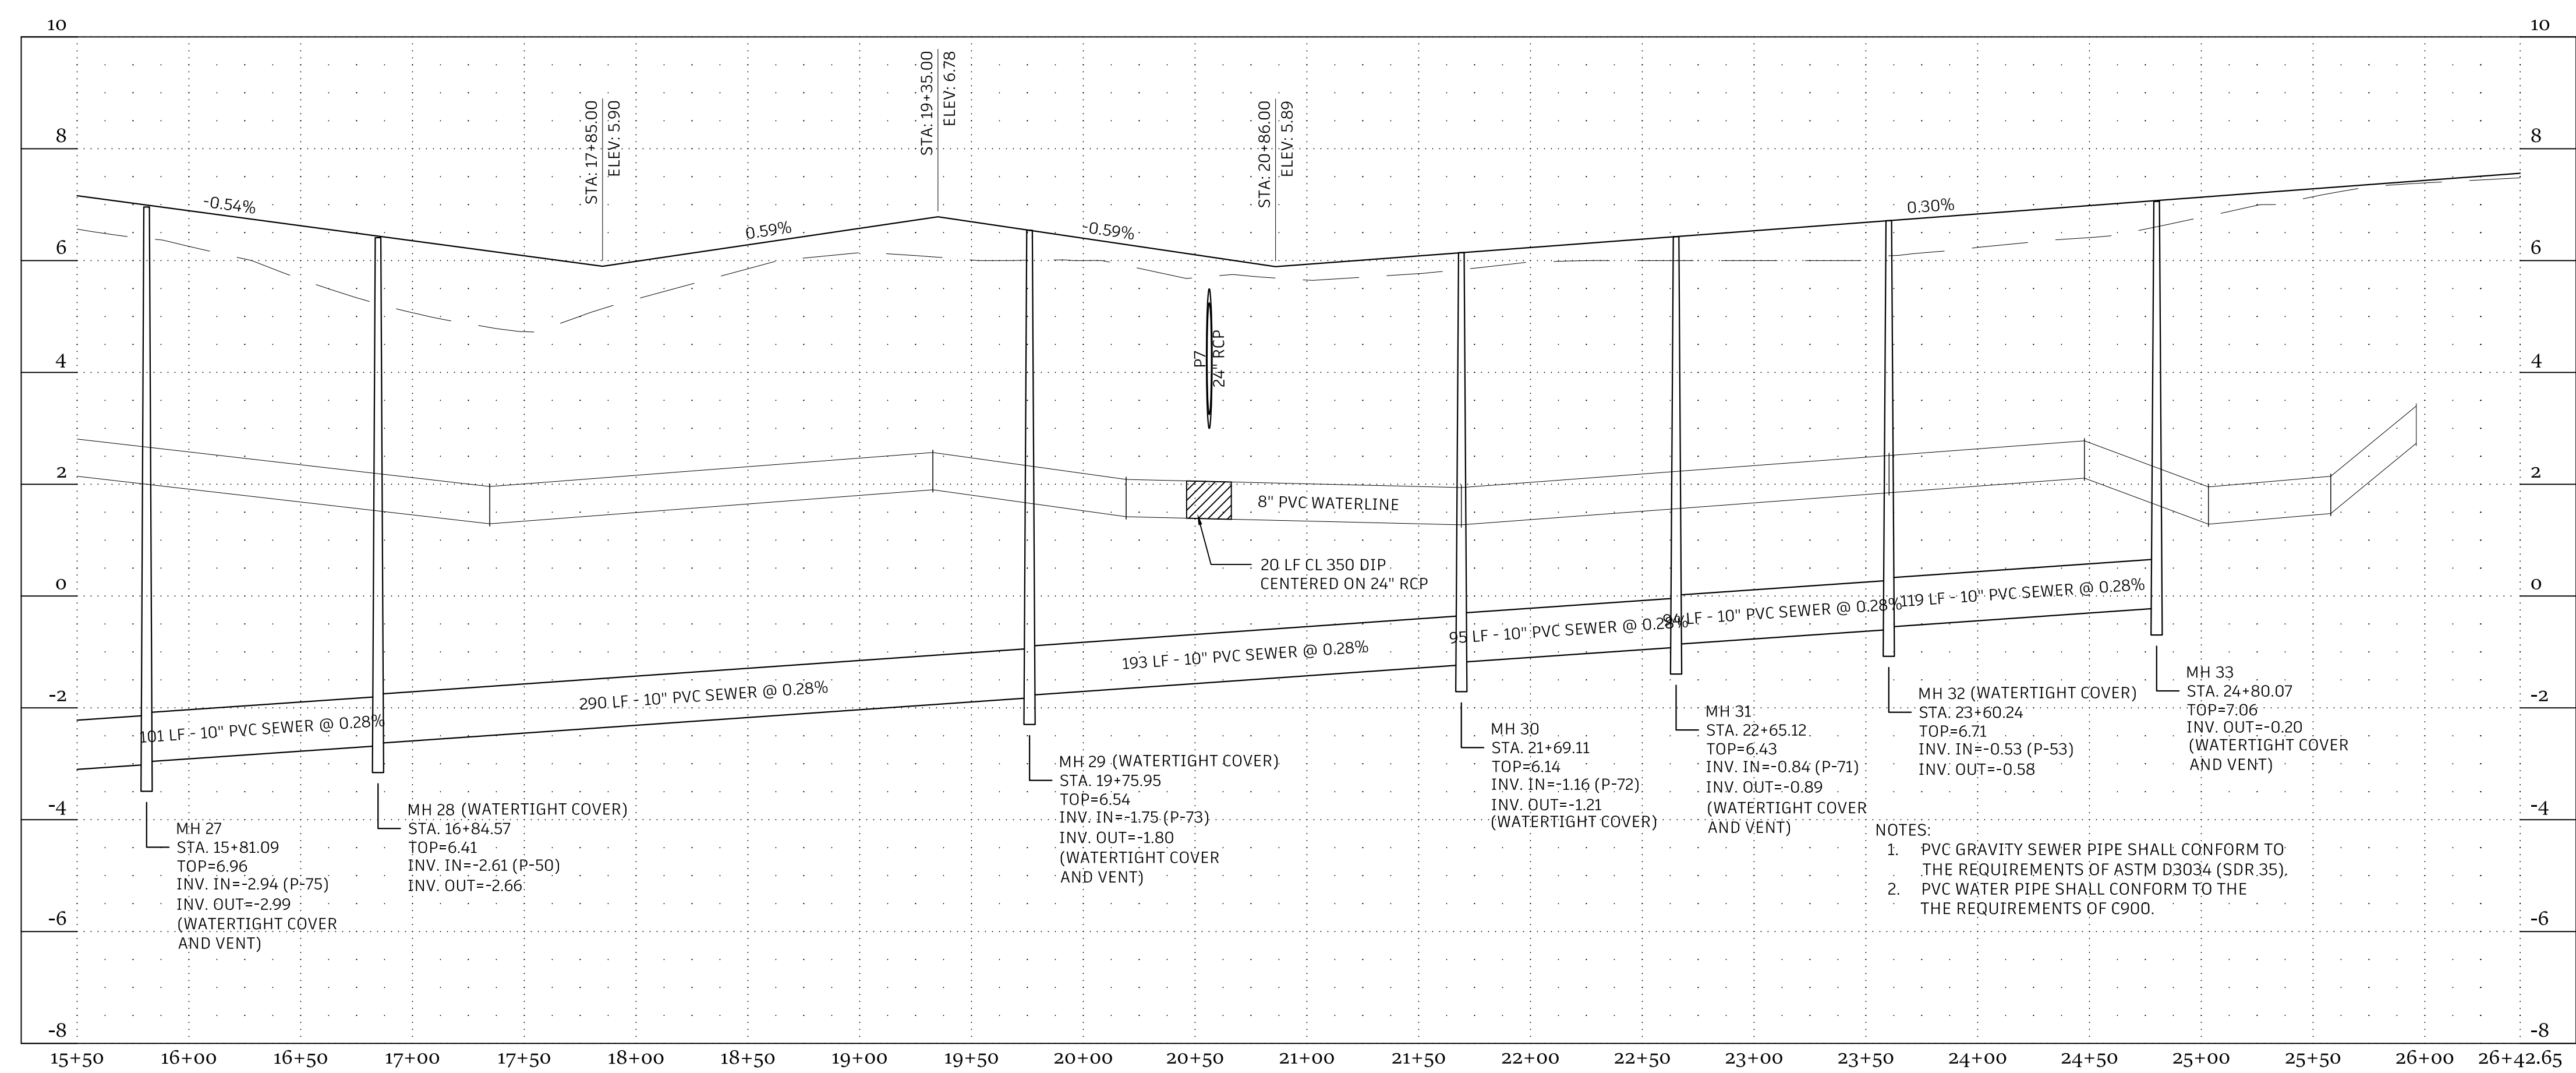 10
10
8
8
6
6
4
4
2
2
0
0
-2
-2
-4
-4
-6
-6
-8
-8
STA: 17+85.00
ELEV: 5.90
STA: 19+35.00
ELEV: 6.78
STA: 20+86.00
ELEV: 5.89
-0.54%
0.59%
-0.59%
0.30%
P7
24" RCP
8" PVC WATERLINE
20 LF CL 350 DIP
CENTERED ON 24" RCP
101 LF - 10" PVC SEWER @ 0.28%
290 LF - 10" PVC SEWER @ 0.28%
193 LF - 10" PVC SEWER @ 0.28%
95 LF - 10" PVC SEWER @ 0.28%
94 LF - 10" PVC SEWER @ 0.28%
119 LF - 10" PVC SEWER @ 0.28%
MH 27
STA. 15+81.09
TOP=6.96
INV. IN=-2.94 (P-75)
INV. OUT=-2.99
(WATERTIGHT COVER
AND VENT)
MH 28 (WATERTIGHT COVER)
STA. 16+84.57
TOP=6.41
INV. IN=-2.61 (P-50)
INV. OUT=-2.66
MH 29 (WATERTIGHT COVER)
STA. 19+75.95
TOP=6.54
INV. IN=-1.75 (P-73)
INV. OUT=-1.80
(WATERTIGHT COVER
AND VENT)
MH 30
STA. 21+69.11
TOP=6.14
INV. IN=-1.16 (P-72)
INV. OUT=-1.21
(WATERTIGHT COVER)
MH 31
STA. 22+65.12
TOP=6.43
INV. IN=-0.84 (P-71)
INV. OUT=-0.89
(WATERTIGHT COVER
AND VENT)
MH 32 (WATERTIGHT COVER)
STA. 23+60.24
TOP=6.71
INV. IN=-0.53 (P-53)
INV. OUT=-0.58
MH 33
STA. 24+80.07
TOP=7.06
INV. OUT=-0.20
(WATERTIGHT COVER
AND VENT)
NOTES:
1. PVC GRAVITY SEWER PIPE SHALL CONFORM TO
THE REQUIREMENTS OF ASTM D3034 (SDR 35).
2. PVC WATER PIPE SHALL CONFORM TO THE
THE REQUIREMENTS OF C900.
15+50 16+00 16+50 17+00 17+50 18+00 18+50 19+00 19+50 20+00 20+50 21+00 21+50 22+00 22+50 23+00 23+50 24+00 24+50 25+00 25+50 26+00 26+42.65